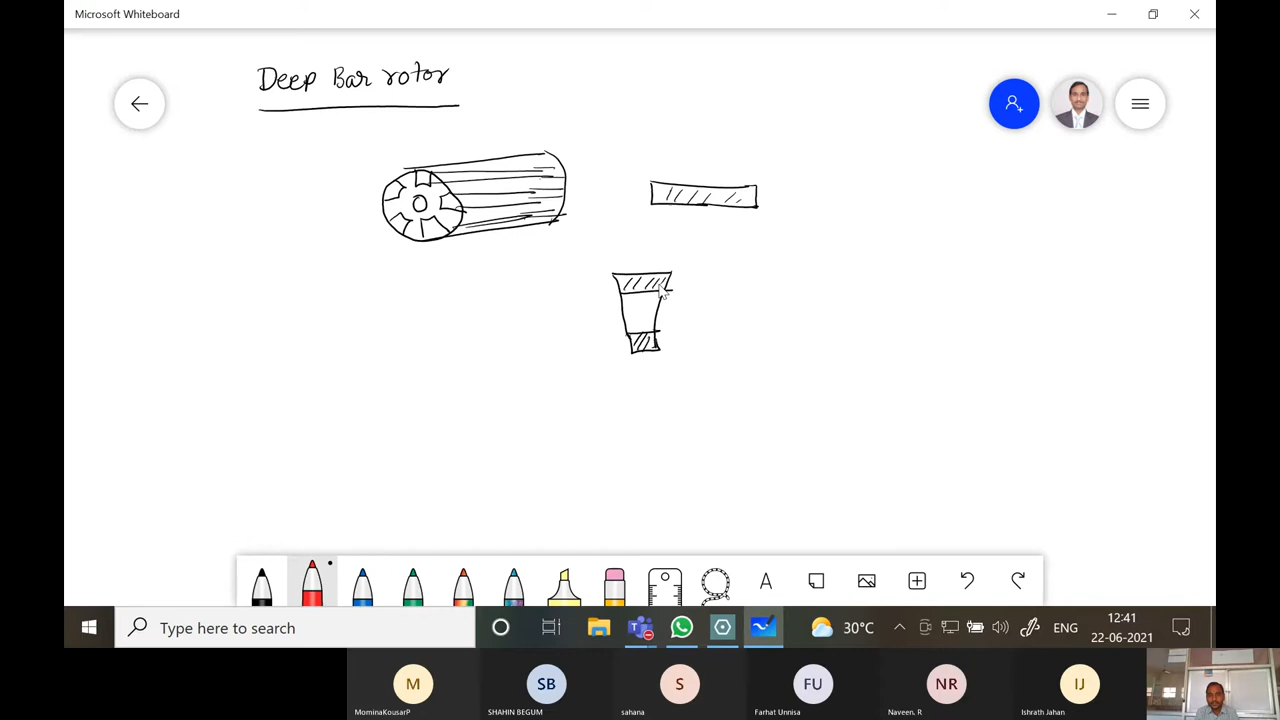 Microsoft Whiteboard
Deep Bar rotor
A
Type here to search
30°C
ENG
12:41
22-06-2021
M
SB
S
FU
NR
IJ
MominaKousarP
SHAHIN BEGUM
sahana
Farhat Unnisa
Naveen. R
Ishrath Jahan